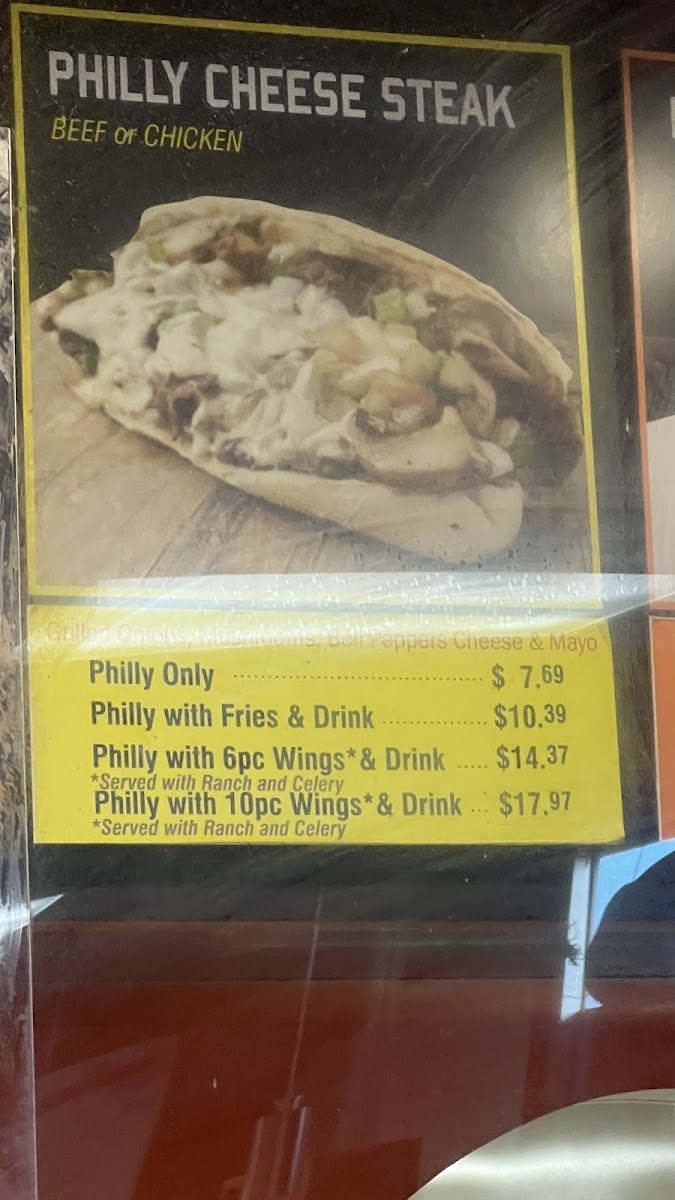 PHILLY CHEESE STEAK
BEEF or CHICKEN
Grilled Onions, Mushrooms, Bell Peppers Cheese & Mayo
Philly Only ........................................ $ 7.69
Philly with Fries & Drink ................ $10.39
Philly with 6pc Wings*& Drink ..... $14.37
*Served with Ranch and Celery
Philly with 10pc Wings*& Drink ... $17.97
*Served with Ranch and Celery